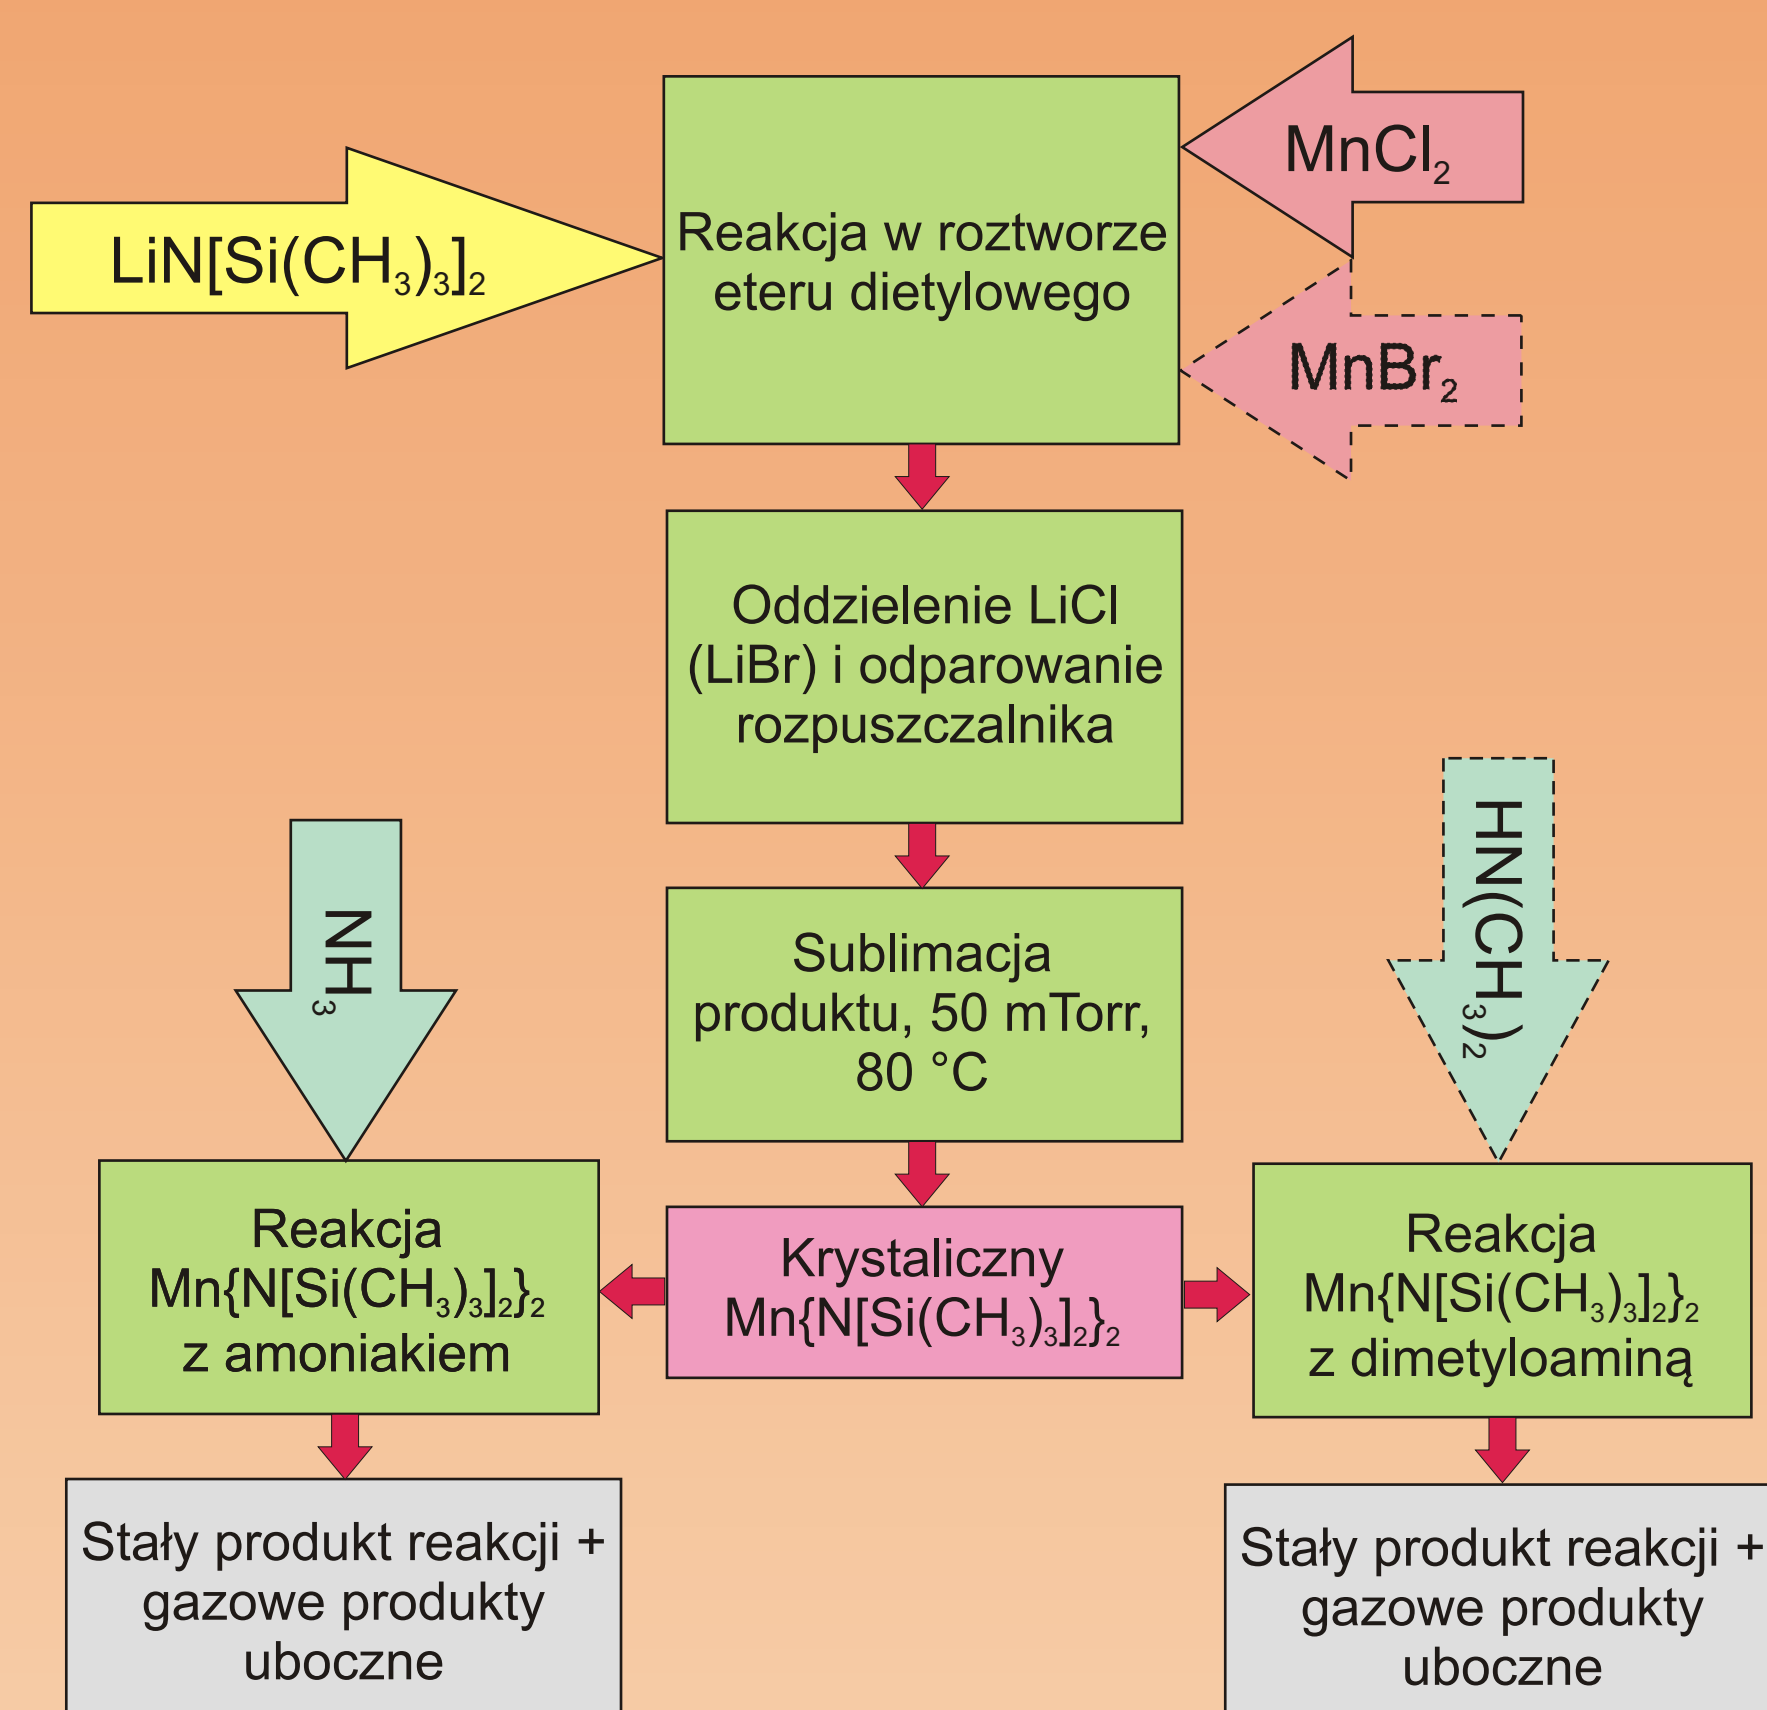 MnCl₂
LiN[Si(CH₃)₃]₂
Reakcja w roztworze
eteru dietylowego
MnBr₂
Oddzielenie LiCl
(LiBr) i odparowanie
rozpuszczalnika
NH₃
HN(CH₃)₂
Sublimacja
produktu, 50 mTorr,
80 °C
Reakcja
Mn{N[Si(CH₃)₃]₂}₂
z amoniakiem
Krystaliczny
Mn{N[Si(CH₃)₃]₂}₂
Reakcja
Mn{N[Si(CH₃)₃]₂}₂
z dimetyloaminą
Stały produkt reakcji +
gazowe produkty
uboczne
Stały produkt reakcji +
gazowe produkty
uboczne